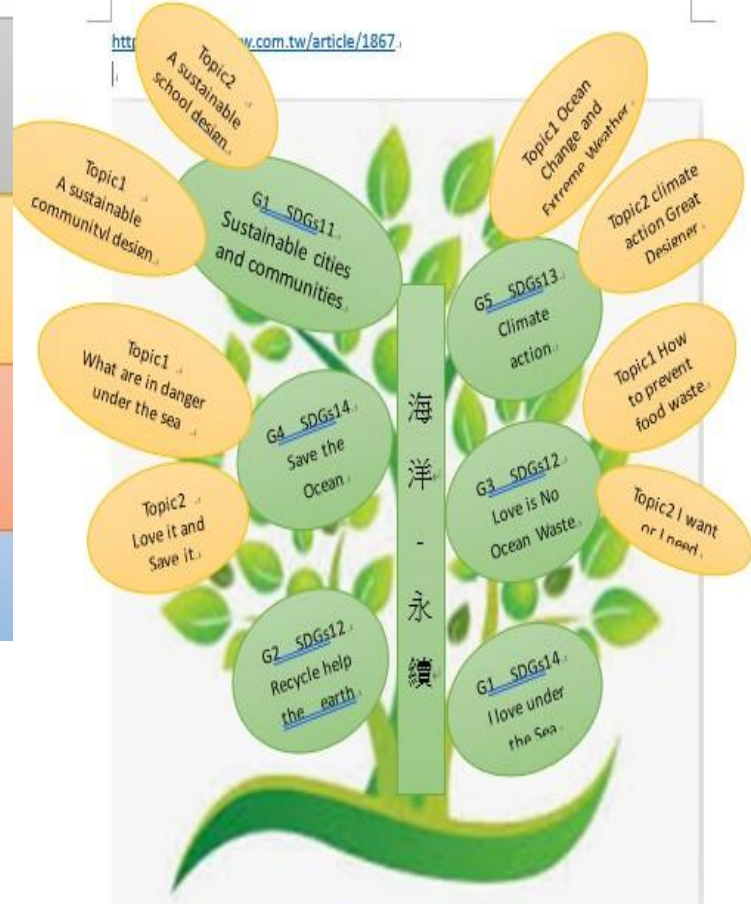 .com.tw/article/1867
Topic2
A sustainable
school design
Topic1
A sustainable
communityl design
G1 SDGs11
Sustainable cities
and communities
Topic1 Ocean
Change and
Extreme Weather
Topic2 climate
action Great
Designer
G5 SDGs13
Climate
action
Topic1
What are in danger
under the sea
Topic2
Love it and
Save it
G4 SDGs14
Save the
Ocean
Topic1 How
to prevent
food waste
Topic2 I want
or I need
G3 SDGs12
Love is No
Ocean Waste
G2 SDGs12
Recycle help
the earth
G1 SDGs14
I love under
the Sea
海
洋
-
永
續